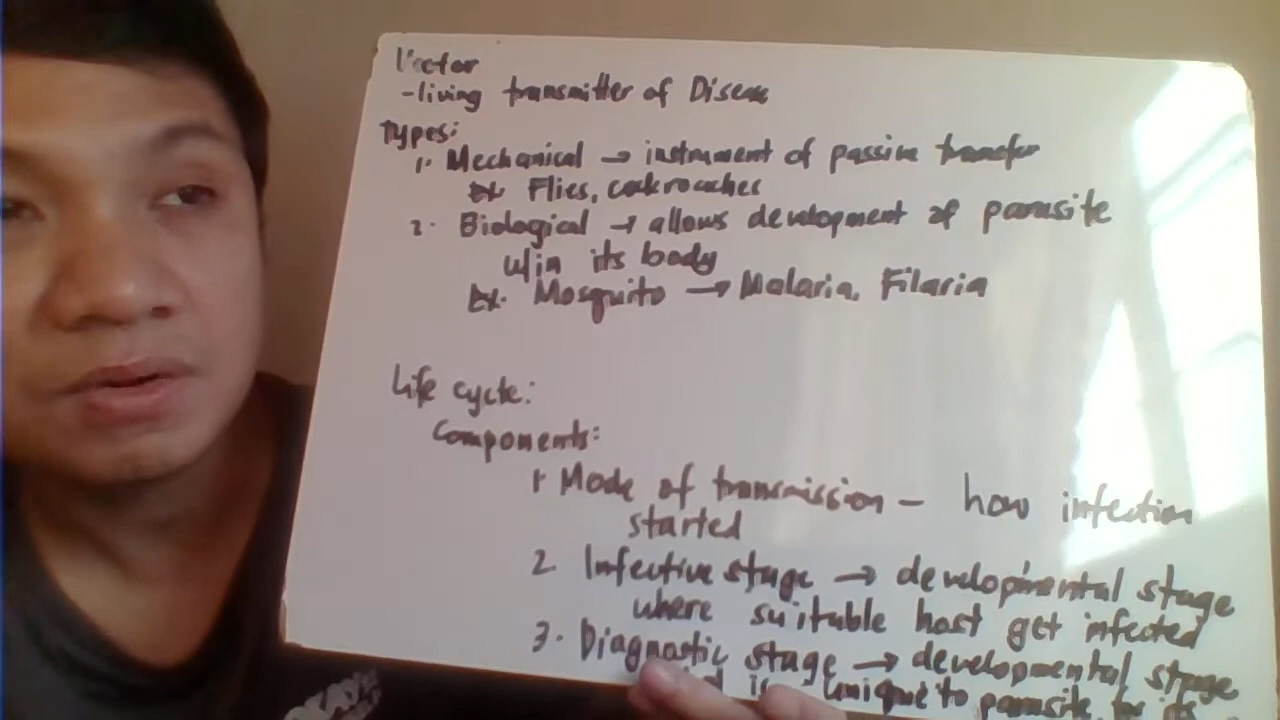 Vector
-living transmitter of Disease
Types:
1. Mechanical → instrument of passive transfer
Ex Flies, cockroaches
2. Biological → allows development of parasite
w/in its body
Ex. Mosquito → Malaria, Filaria
Life cycle:
Components:
1 Mode of transmission - how infection
started
2 Infective stage → developmental stage
where suitable host get infected
3. Diagnostic stage → developmental stage
is unique to parasite for its